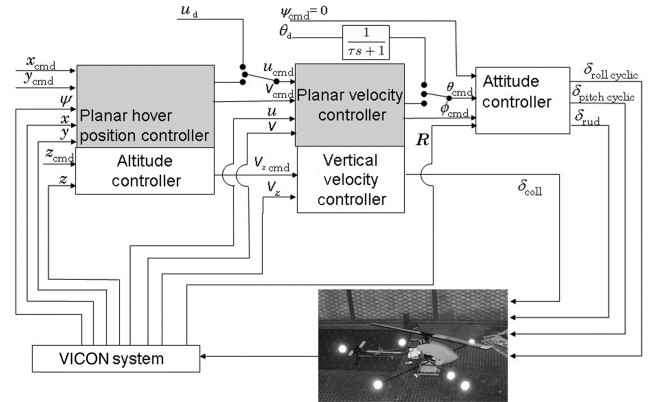 u_d
ψ_cmd = 0
θ_d
1
τs + 1
x_cmd
y_cmd
ψ
x
y
z_cmd
z
Planar hover
position controller
Altitude
controller
u_cmd
v_cmd
u
v
v_z cmd
v_z
Planar velocity
controller
Vertical
velocity
controller
θ_cmd
ϕ_cmd
R
Attitude
controller
δ_roll cyclic
δ_pitch cyclic
δ_rud
δ_coll
VICON system